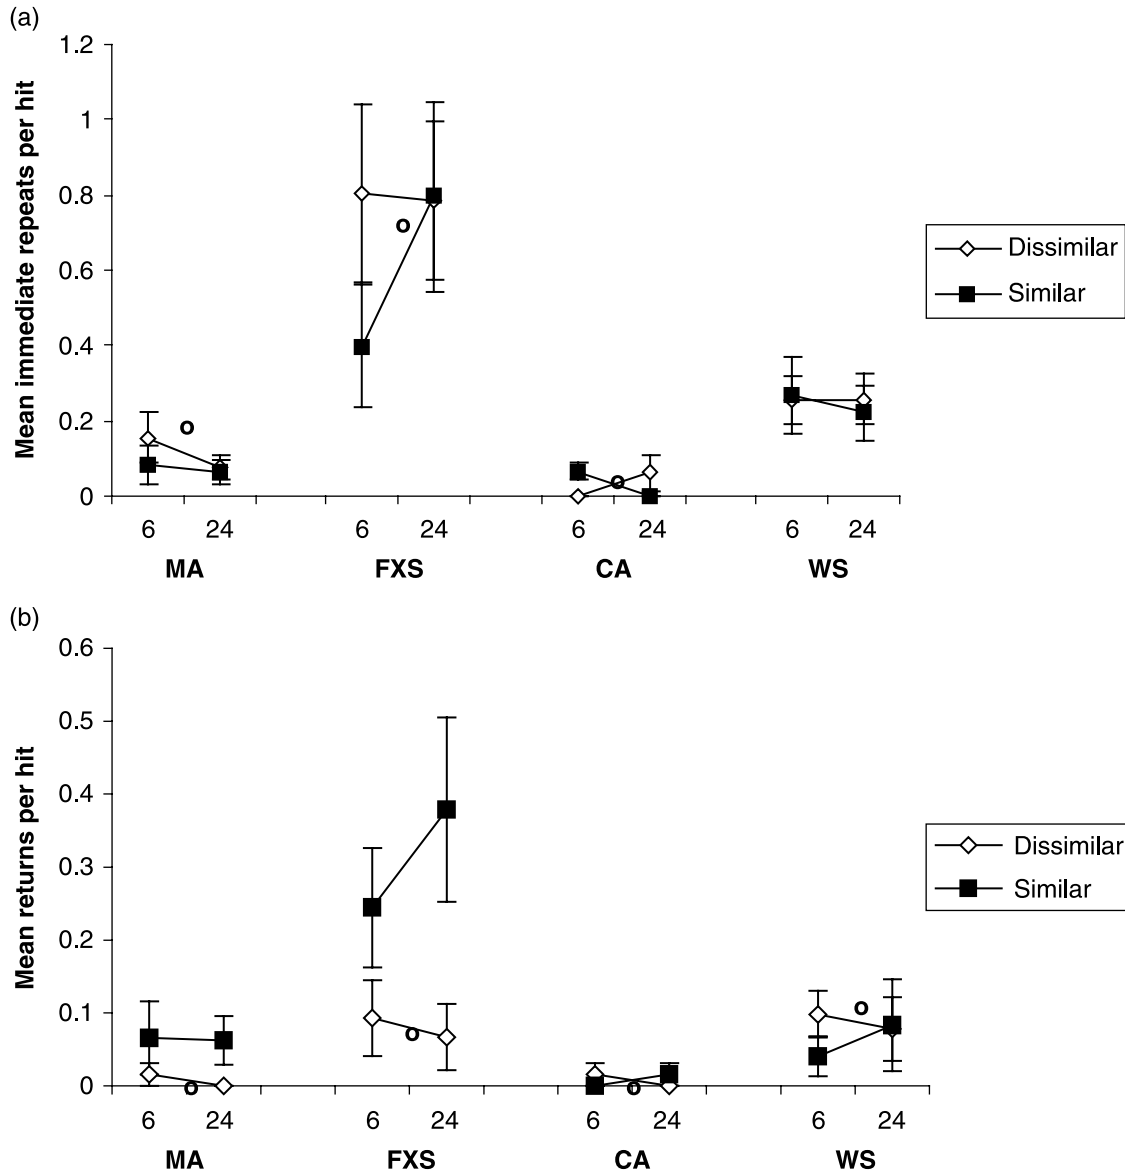 (a)
Mean immediate repeats per hit
1.2
1
0.8
0.6
0.4
0.2
0
o
o
o
6 24 6 24 6 24 6 24
MA FXS CA WS
Dissimilar
Similar
(b)
Mean returns per hit
0.6
0.5
0.4
0.3
0.2
0.1
0
o
o
o
o
6 24 6 24 6 24 6 24
MA FXS CA WS
Dissimilar
Similar